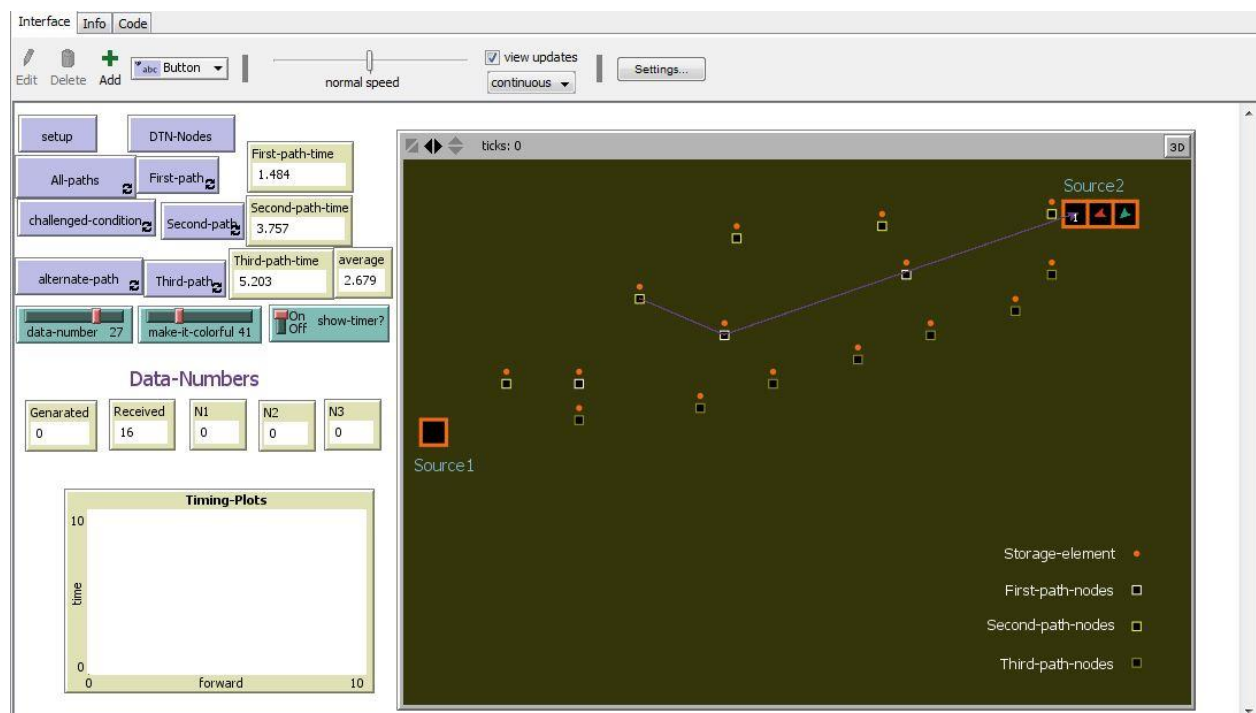 Interface Info Code
Edit Delete Add abc Button normal speed view updates continuous Settings...
setup DTN-Nodes
All-paths First-path First-path-time 1.484
challenged-condition Second-path Second-path-time 3.757
alternate-path Third-path Third-path-time 5.203 average 2.679
data-number 27 make-it-colorful 41 On Off show-timer?
Data-Numbers
Genarated Received N1 N2 N3
0 16 0 0 0
Timing-Plots
10
time
0
0 forward 10
ticks: 0 3D
Source2
1
Source1
Storage-element
First-path-nodes
Second-path-nodes
Third-path-nodes